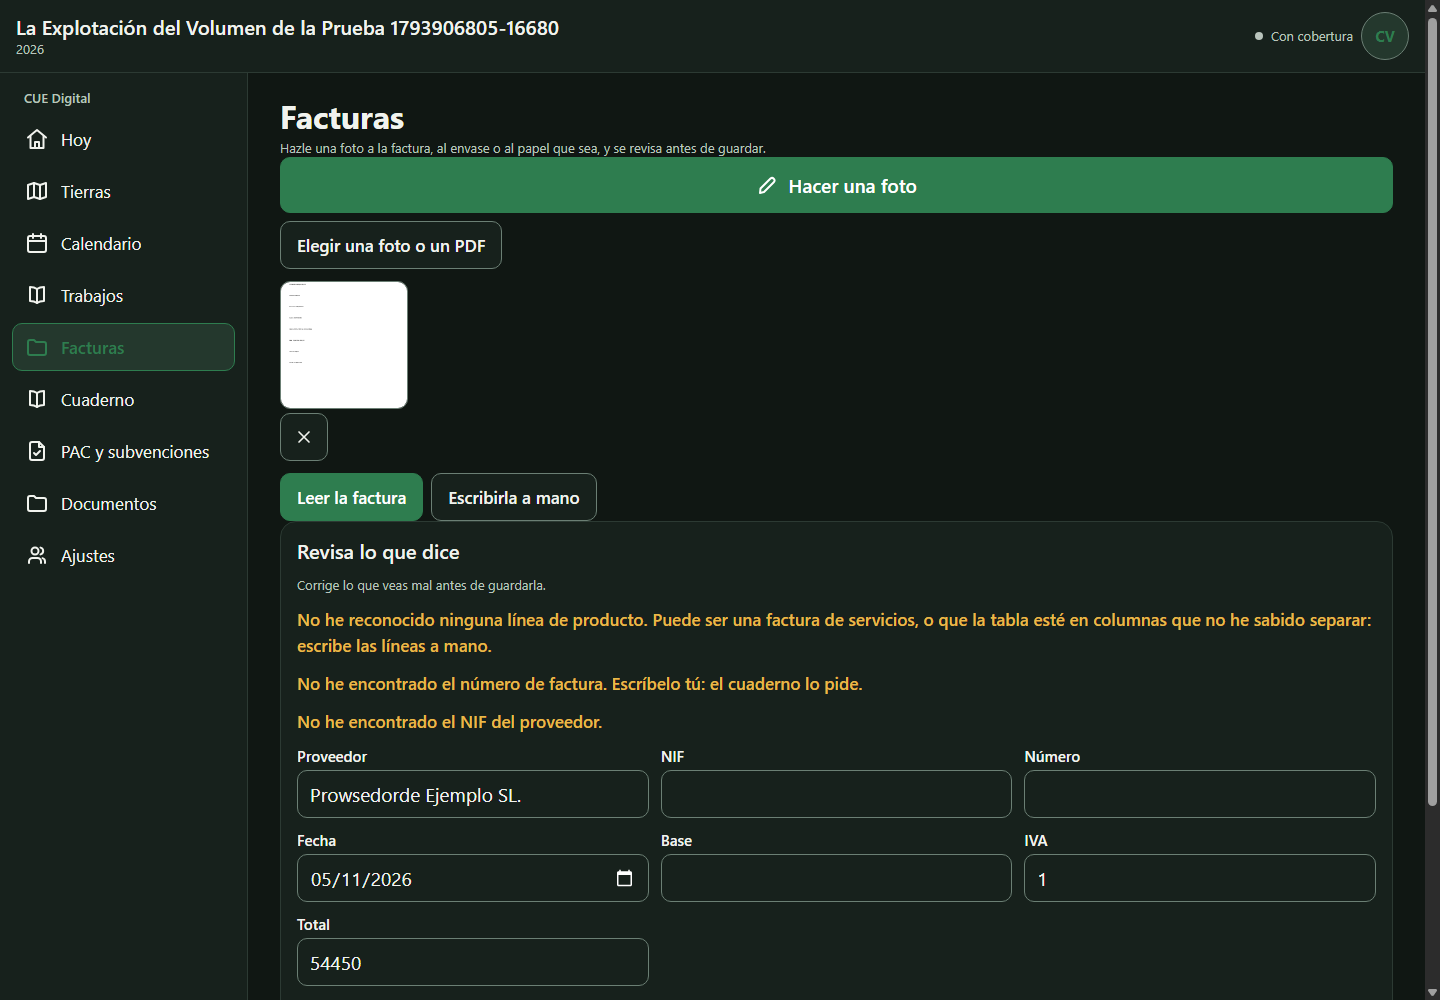 La Explotación del Volumen de la Prueba 1793906805-16680
2026
Con cobertura
CV
CUE Digital
Hoy
Tierras
Calendario
Trabajos
Facturas
Cuaderno
PAC y subvenciones
Documentos
Ajustes
Facturas
Hazle una foto a la factura, al envase o al papel que sea, y se revisa antes de guardar.
Hacer una foto
Elegir una foto o un PDF
Leer la factura
Escribirla a mano
Revisa lo que dice
Corrige lo que veas mal antes de guardarla.
No he reconocido ninguna línea de producto. Puede ser una factura de servicios, o que la tabla esté en columnas que no he sabido separar:
escribe las líneas a mano.
No he encontrado el número de factura. Escríbelo tú: el cuaderno lo pide.
No he encontrado el NIF del proveedor.
Proveedor
NIF
Número
Prowsedorde Ejemplo SL.
Fecha
Base
IVA
05/11/2026
1
Total
54450